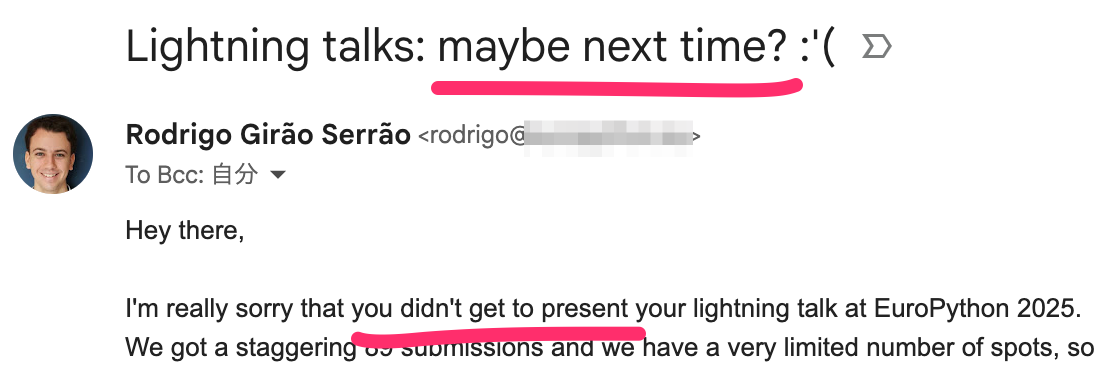 Lightning talks: maybe next time? :'(
Rodrigo Girão Serrão <rodrigo@
To Bcc: 自分
Hey there,
I'm really sorry that you didn't get to present your lightning talk at EuroPython 2025.
We got a staggering 89 submissions and we have a very limited number of spots, so